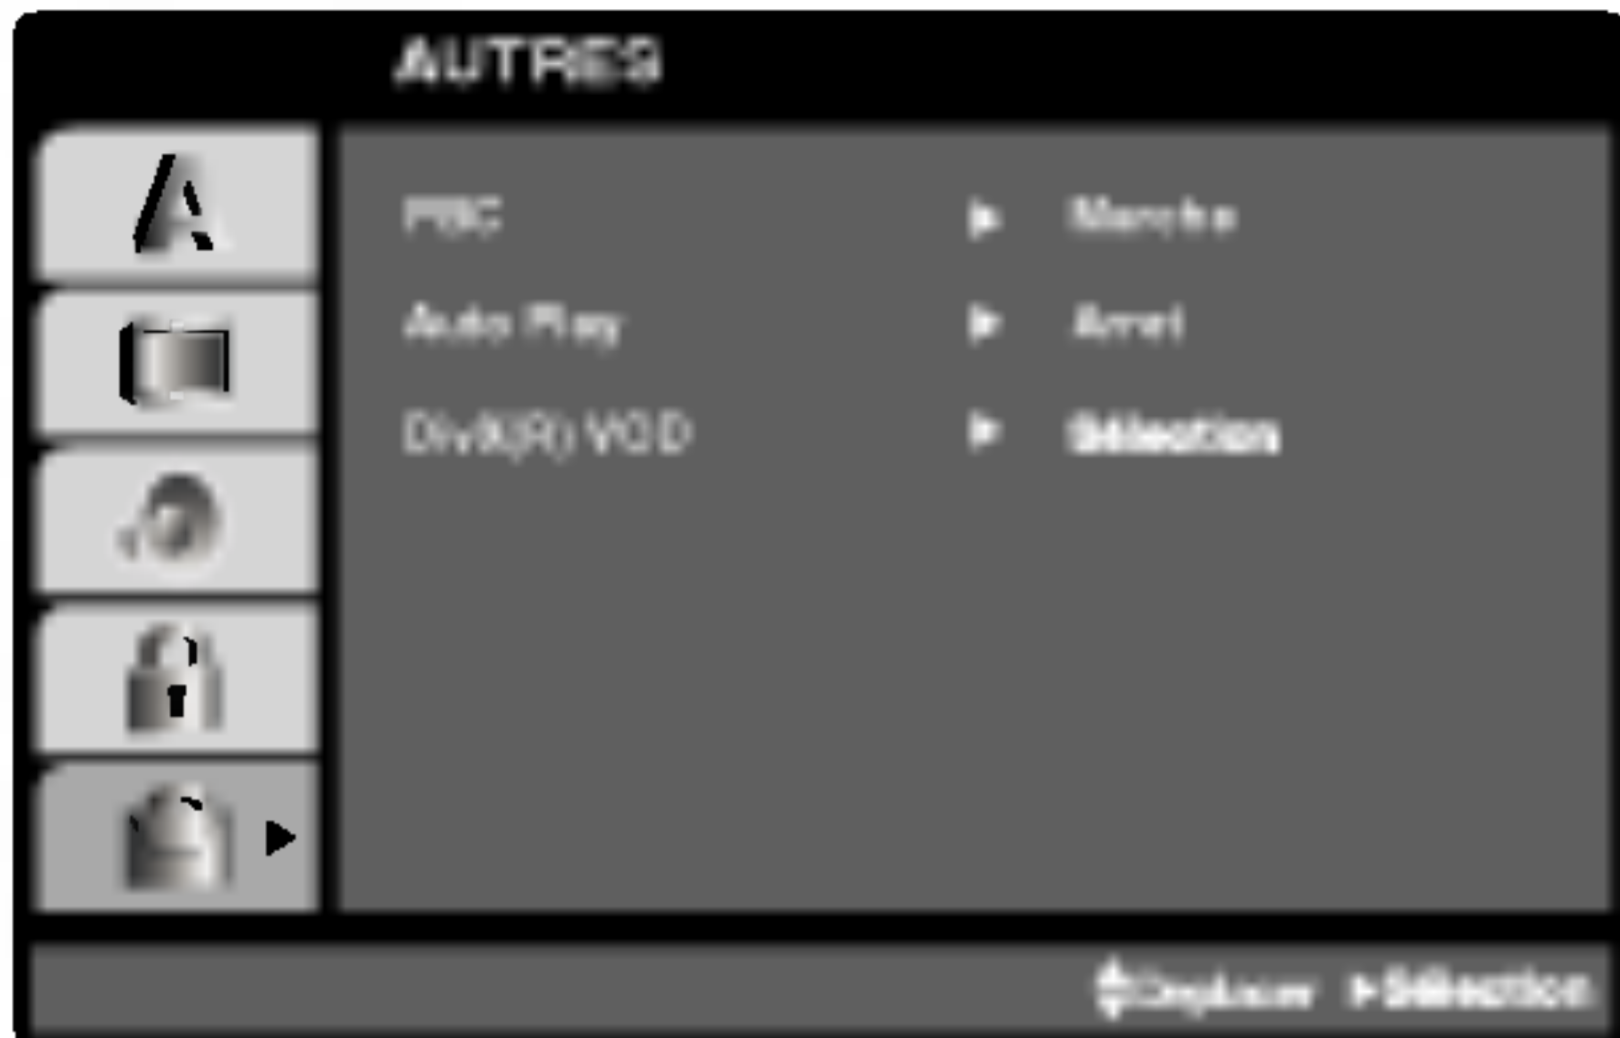 AUTRES
PBC Marche
Auto Play Arret
DivX(R) VOD Sélection
Déplacer Sélection